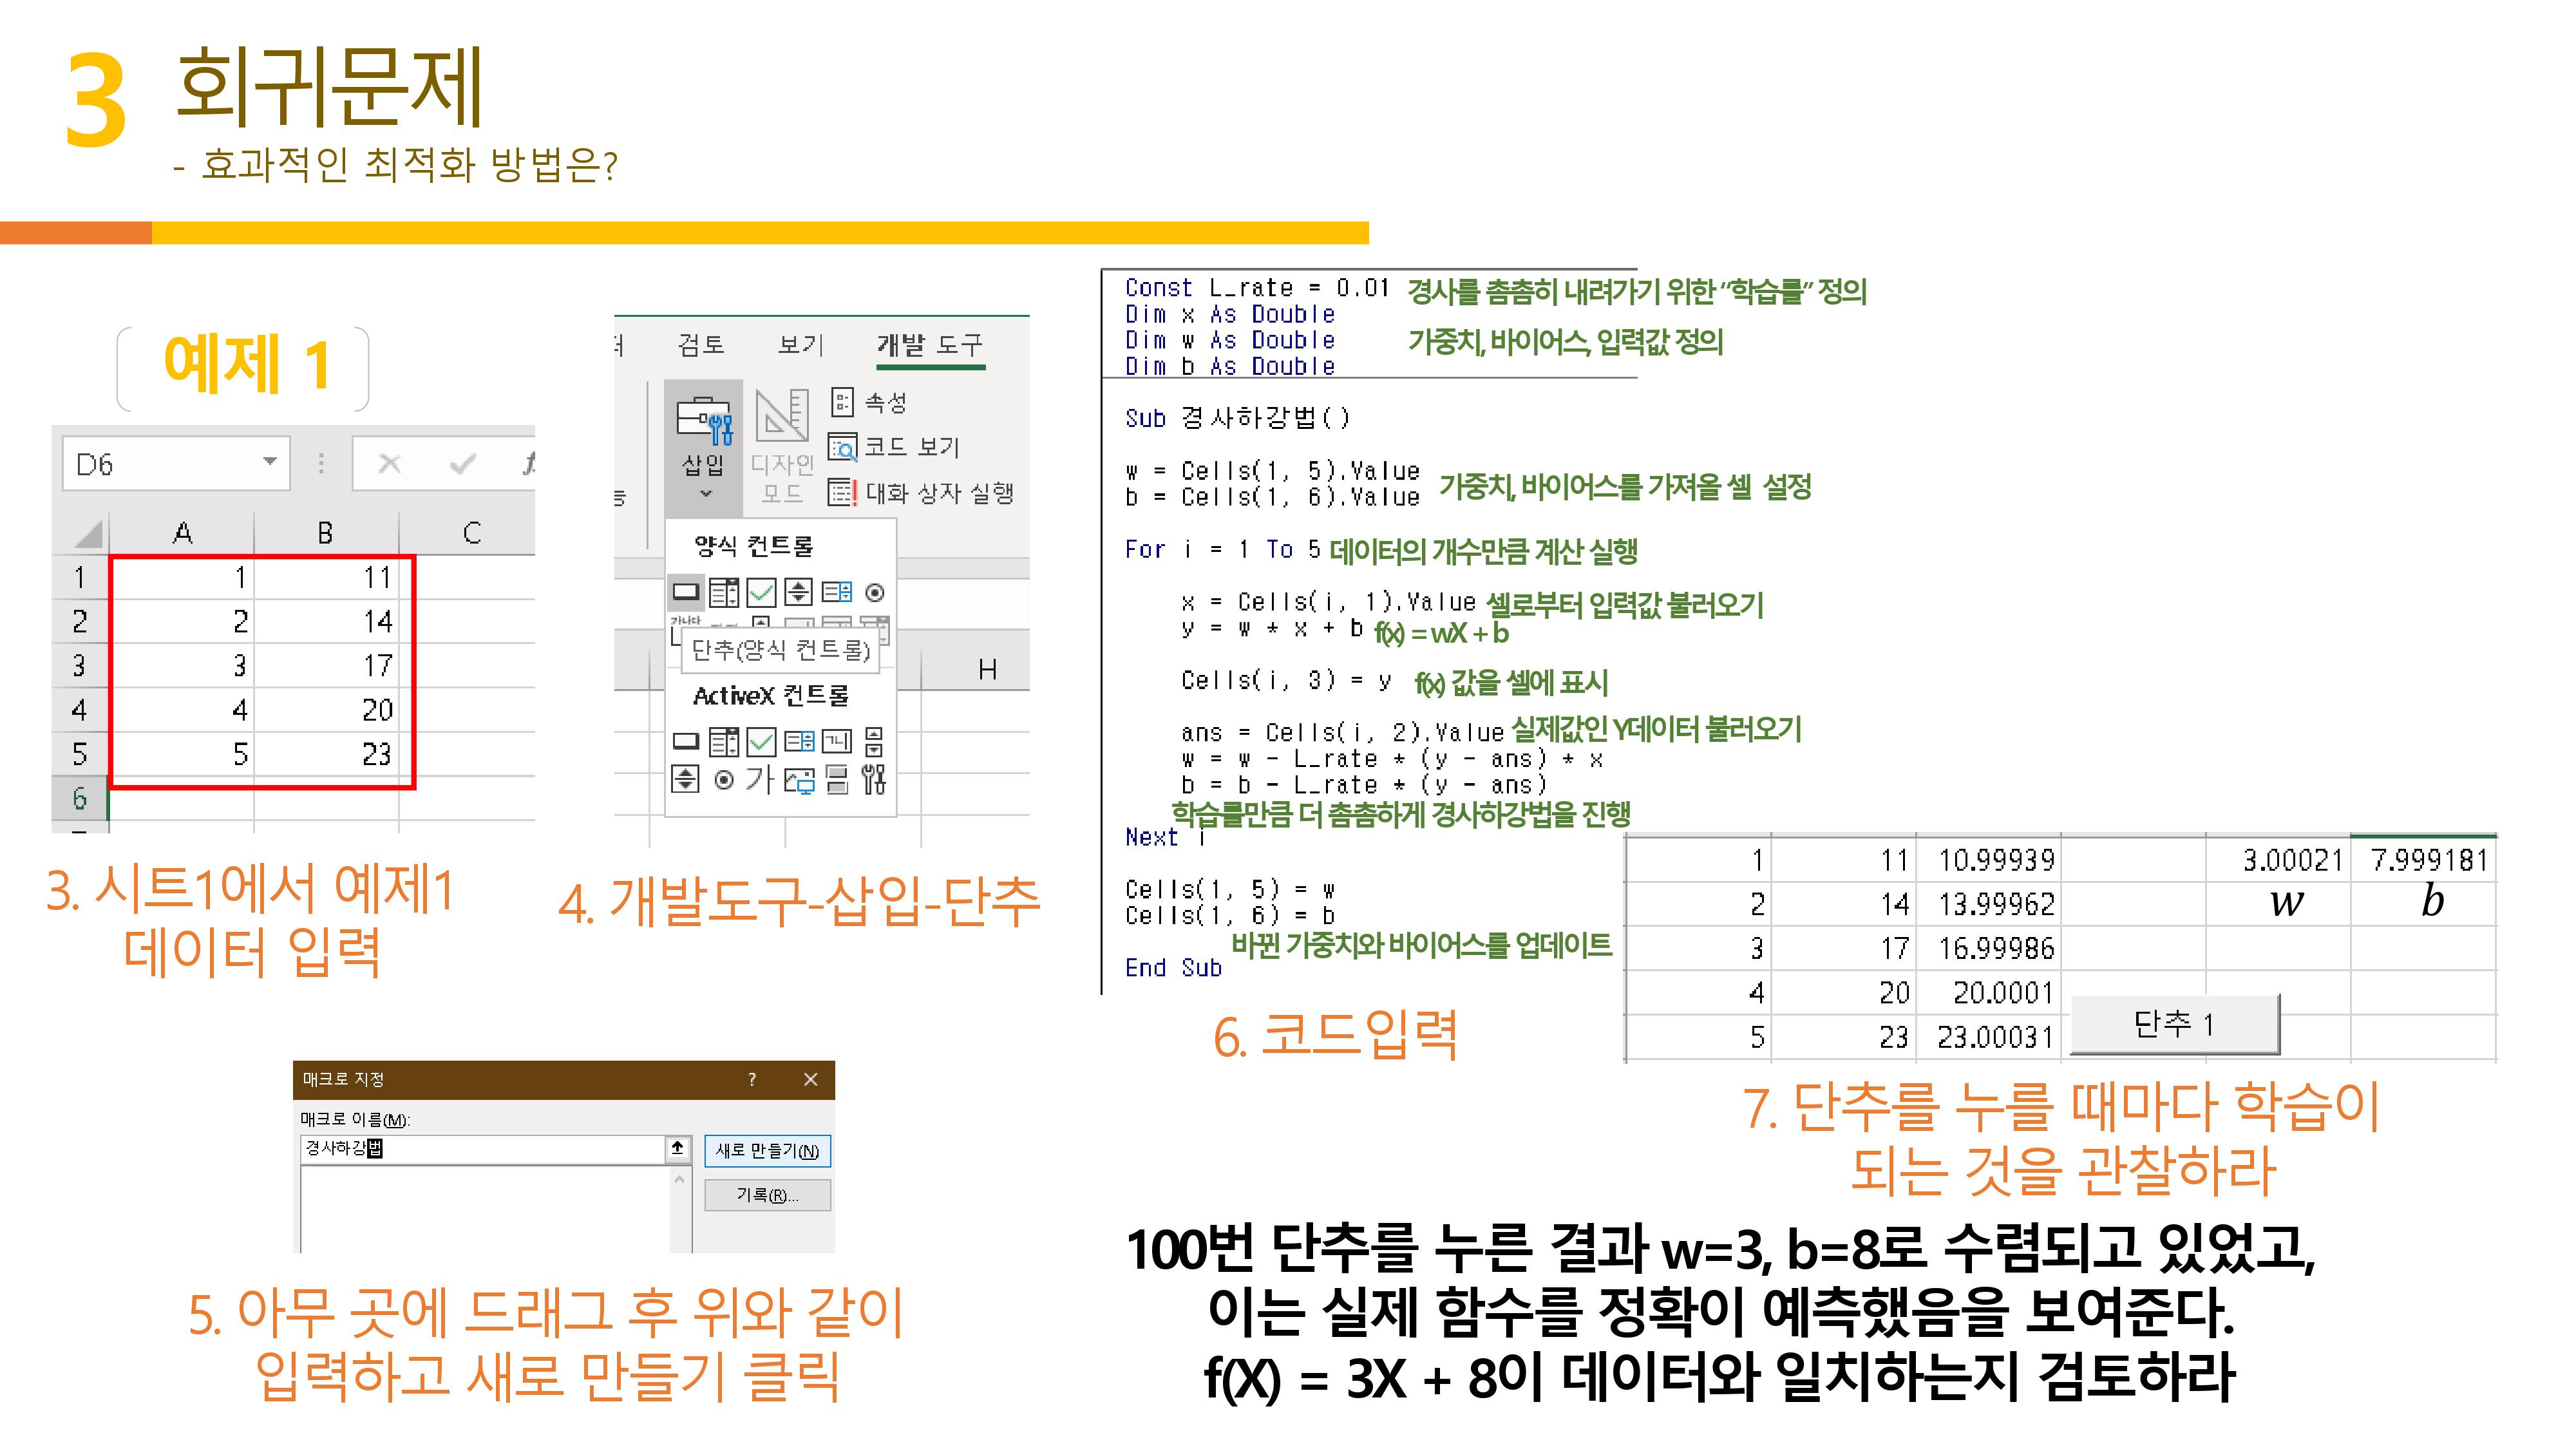 3
회귀문제
- 효과적인 최적화 방법은?
예제 1
D6
A B C
1 1 11
2 2 14
3 3 17
4 4 20
5 5 23
6
3. 시트1에서 예제1
데이터 입력
검토 보기 개발 도구
삽입
디자인
모드
속성
코드 보기
대화 상자 실행
양식 컨트롤
단추(양식 컨트롤)
H
ActiveX 컨트롤
가
4. 개발도구-삽입-단추
매크로 지정 ? ×
매크로 이름(M):
경사하강법
새로 만들기(N)
기록(R)...
5. 아무 곳에 드래그 후 위와 같이
입력하고 새로 만들기 클릭
Const L_rate = 0.01 경사를 촘촘히 내려가기 위한 “학습률” 정의
Dim x As Double
Dim w As Double 가중치, 바이어스, 입력값 정의
Dim b As Double
Sub 경사하강법()
w = Cells(1, 5).Value
b = Cells(1, 6).Value 가중치, 바이어스를 가져올 셀 설정
For i = 1 To 5 데이터의 개수만큼 계산 실행
x = Cells(i, 1).Value 셀로부터 입력값 불러오기
y = w * x + b f(x) = wX + b
Cells(i, 3) = y f(x) 값을 셀에 표시
ans = Cells(i, 2).Value 실제값인 Y데이터 불러오기
w = w - L_rate * (y - ans) * x
b = b - L_rate * (y - ans)
학습률만큼 더 촘촘하게 경사하강법을 진행
Next i
Cells(1, 5) = w
Cells(1, 6) = b
바뀐 가중치와 바이어스를 업데이트
End Sub
6. 코드입력
1 11 10.99939 3.00021 7.999181
2 14 13.99962 w b
3 17 16.99986
4 20 20.0001
5 23 23.00031
단추 1
7. 단추를 누를 때마다 학습이
되는 것을 관찰하라
100번 단추를 누른 결과 w=3, b=8로 수렴되고 있었고,
이는 실제 함수를 정확이 예측했음을 보여준다.
f(X) = 3X + 8이 데이터와 일치하는지 검토하라